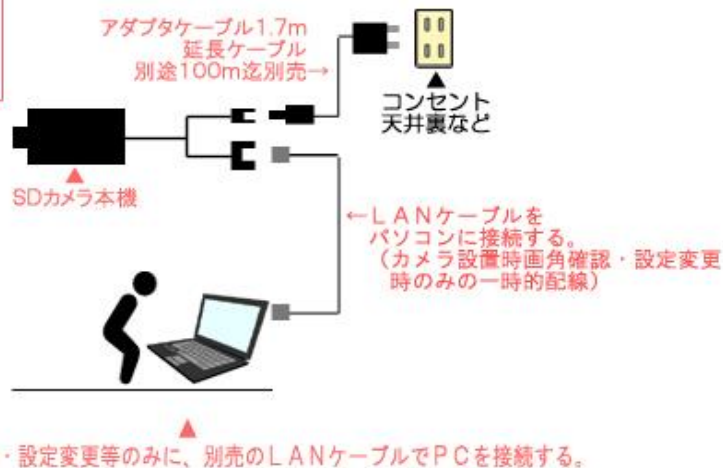 アダプタケーブル1.7m
延長ケーブル
別途100m迄別売→
▲
コンセント
天井裏など
▲
SDカメラ本機
←LANケーブルを
パソコンに接続する。
(カメラ設置時画角確認・設定変更
時のみの一時的配線)
▲
・設定変更等のみに、別売のLANケーブルでPCを接続する。